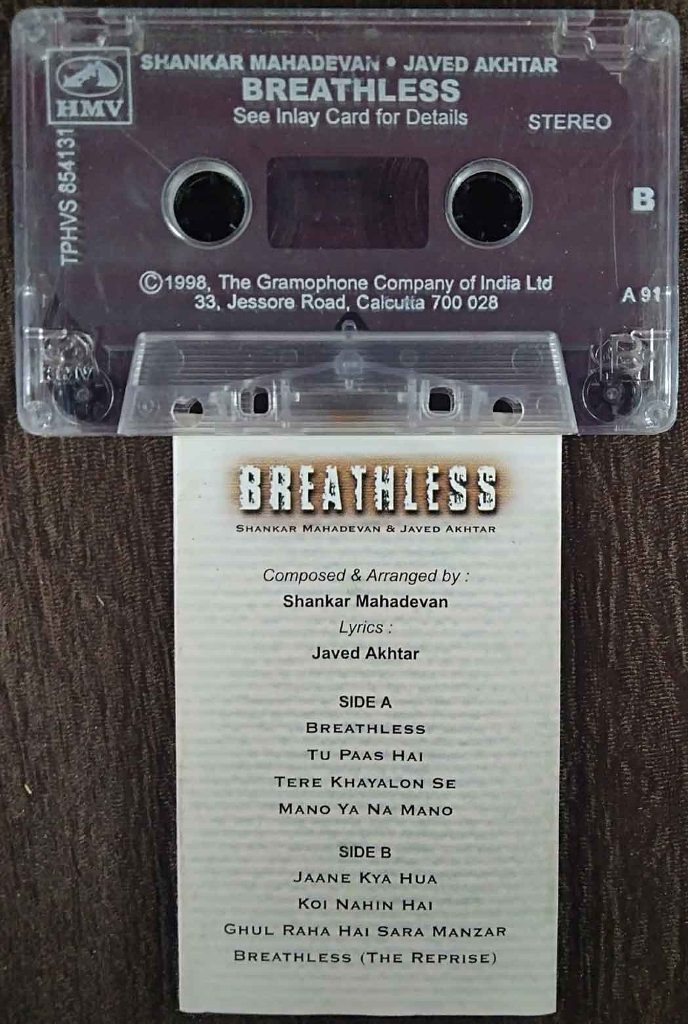 SHANKAR MAHADEVAN • JAVED AKHTAR
HMV
BREATHLESS
See Inlay Card for Details
STEREO
TPHVS 854131
B
©1998, The Gramophone Company of India Ltd
33, Jessore Road, Calcutta 700 028
A 91
HMV
BREATHLESS
SHANKAR MAHADEVAN & JAVED AKHTAR
Composed & Arranged by :
Shankar Mahadevan
Lyrics :
Javed Akhtar
SIDE A
BREATHLESS
TU PAAS HAI
TERE KHAYALON SE
MANO YA NA MANO
SIDE B
JAANE KYA HUA
KOI NAHIN HAI
GHUL RAHA HAI SARA MANZAR
BREATHLESS (THE REPRISE)